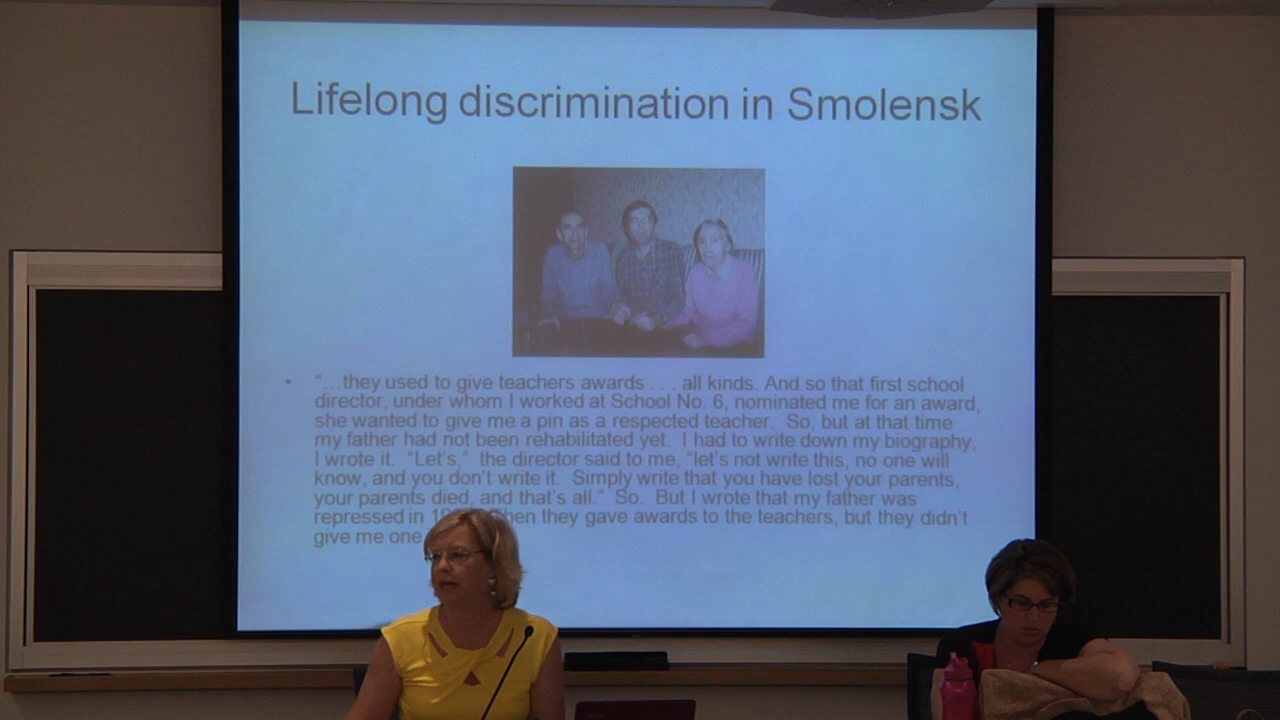 Lifelong discrimination in Smolensk
• "...they used to give teachers awards . . . all kinds. And so that first school
director, under whom I worked at School No. 6, nominated me for an award,
she wanted to give me a pin as a respected teacher. So, but at that time
my father had not been rehabilitated yet. I had to write down my biography,
I wrote it. "Let's," the director said to me, "let's not write this, no one will
know, and you don't write it. Simply write that you have lost your parents,
your parents died, and that's all." So. But I wrote that my father was
repressed in they gave awards to the teachers, but they didn't
give me one